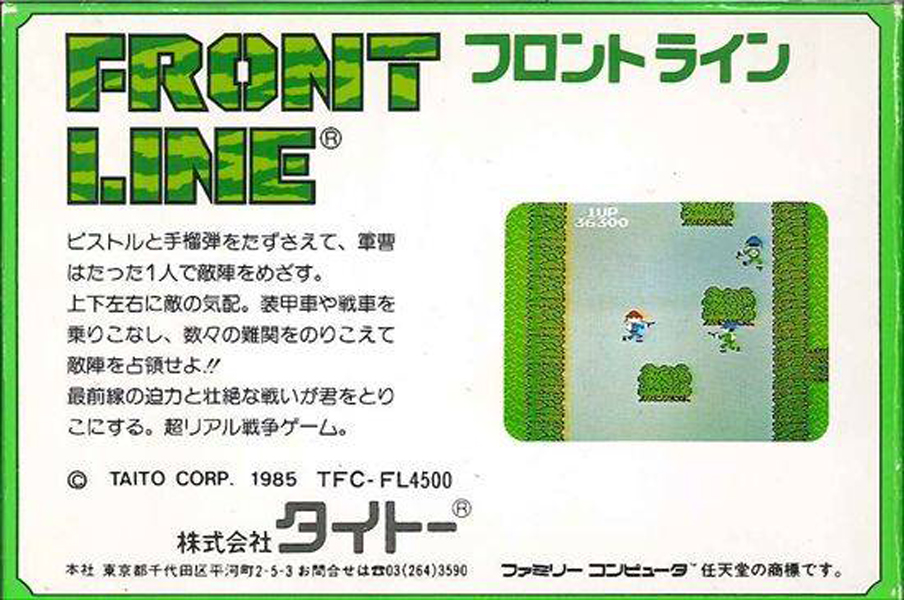 FRONT フロントライン
LINE®
ピストルと手榴弾をたずさえて、軍曹
はたった1人で敵陣をめざす。
上下左右に敵の気配。装甲車や戦車を
乗りこなし、数々の難関をのりこえて
敵陣を占領せよ!!
最前線の迫力と壮絶な戦いが君をとり
こにする。超リアル戦争ゲーム。
1UP
36300
© TAITO CORP. 1985 TFC-FL4500
株式会社タイトー®
本社 東京都千代田区平河町2-5-3お問合せは☎03(264)3590
ファミリー コンピュータ™任天堂の商標です。